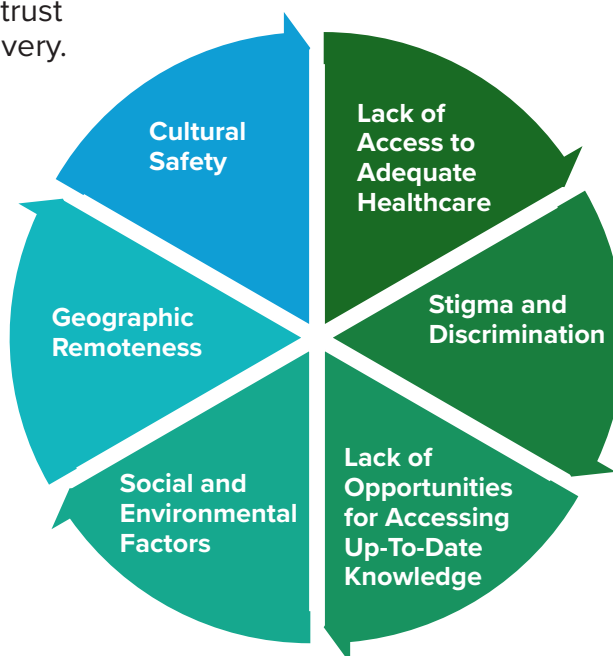 trust
very.
Cultural
Safety
Lack of
Access to
Adequate
Healthcare
Stigma and
Discrimination
Lack of
Opportunities
for Accessing
Up-To-Date
Knowledge
Social and
Environmental
Factors
Geographic
Remoteness